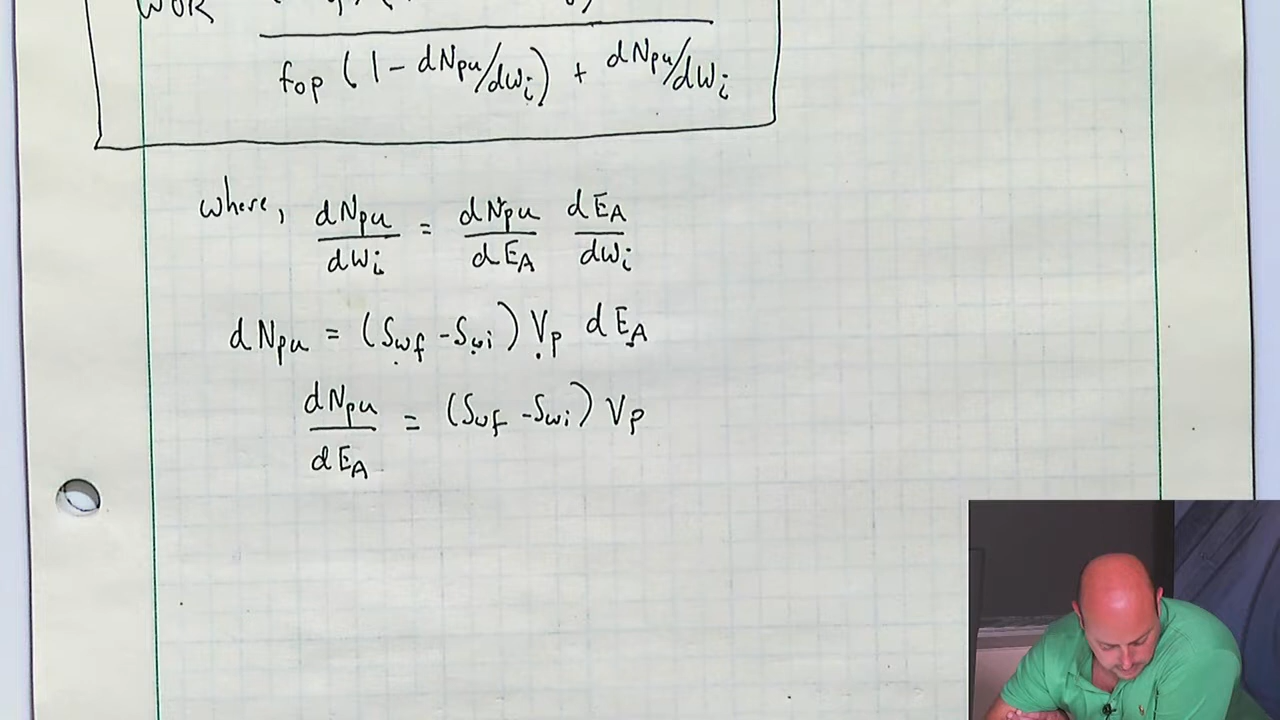 WOR
fop (1 - dNpu/dWi) + dNpu/dWi
where, dNpu/dWi = dNpu/dEA dEA/dWi
dNpu = (Swf - Swi) Vp dEA
dNpu/dEA = (Swf - Swi) Vp